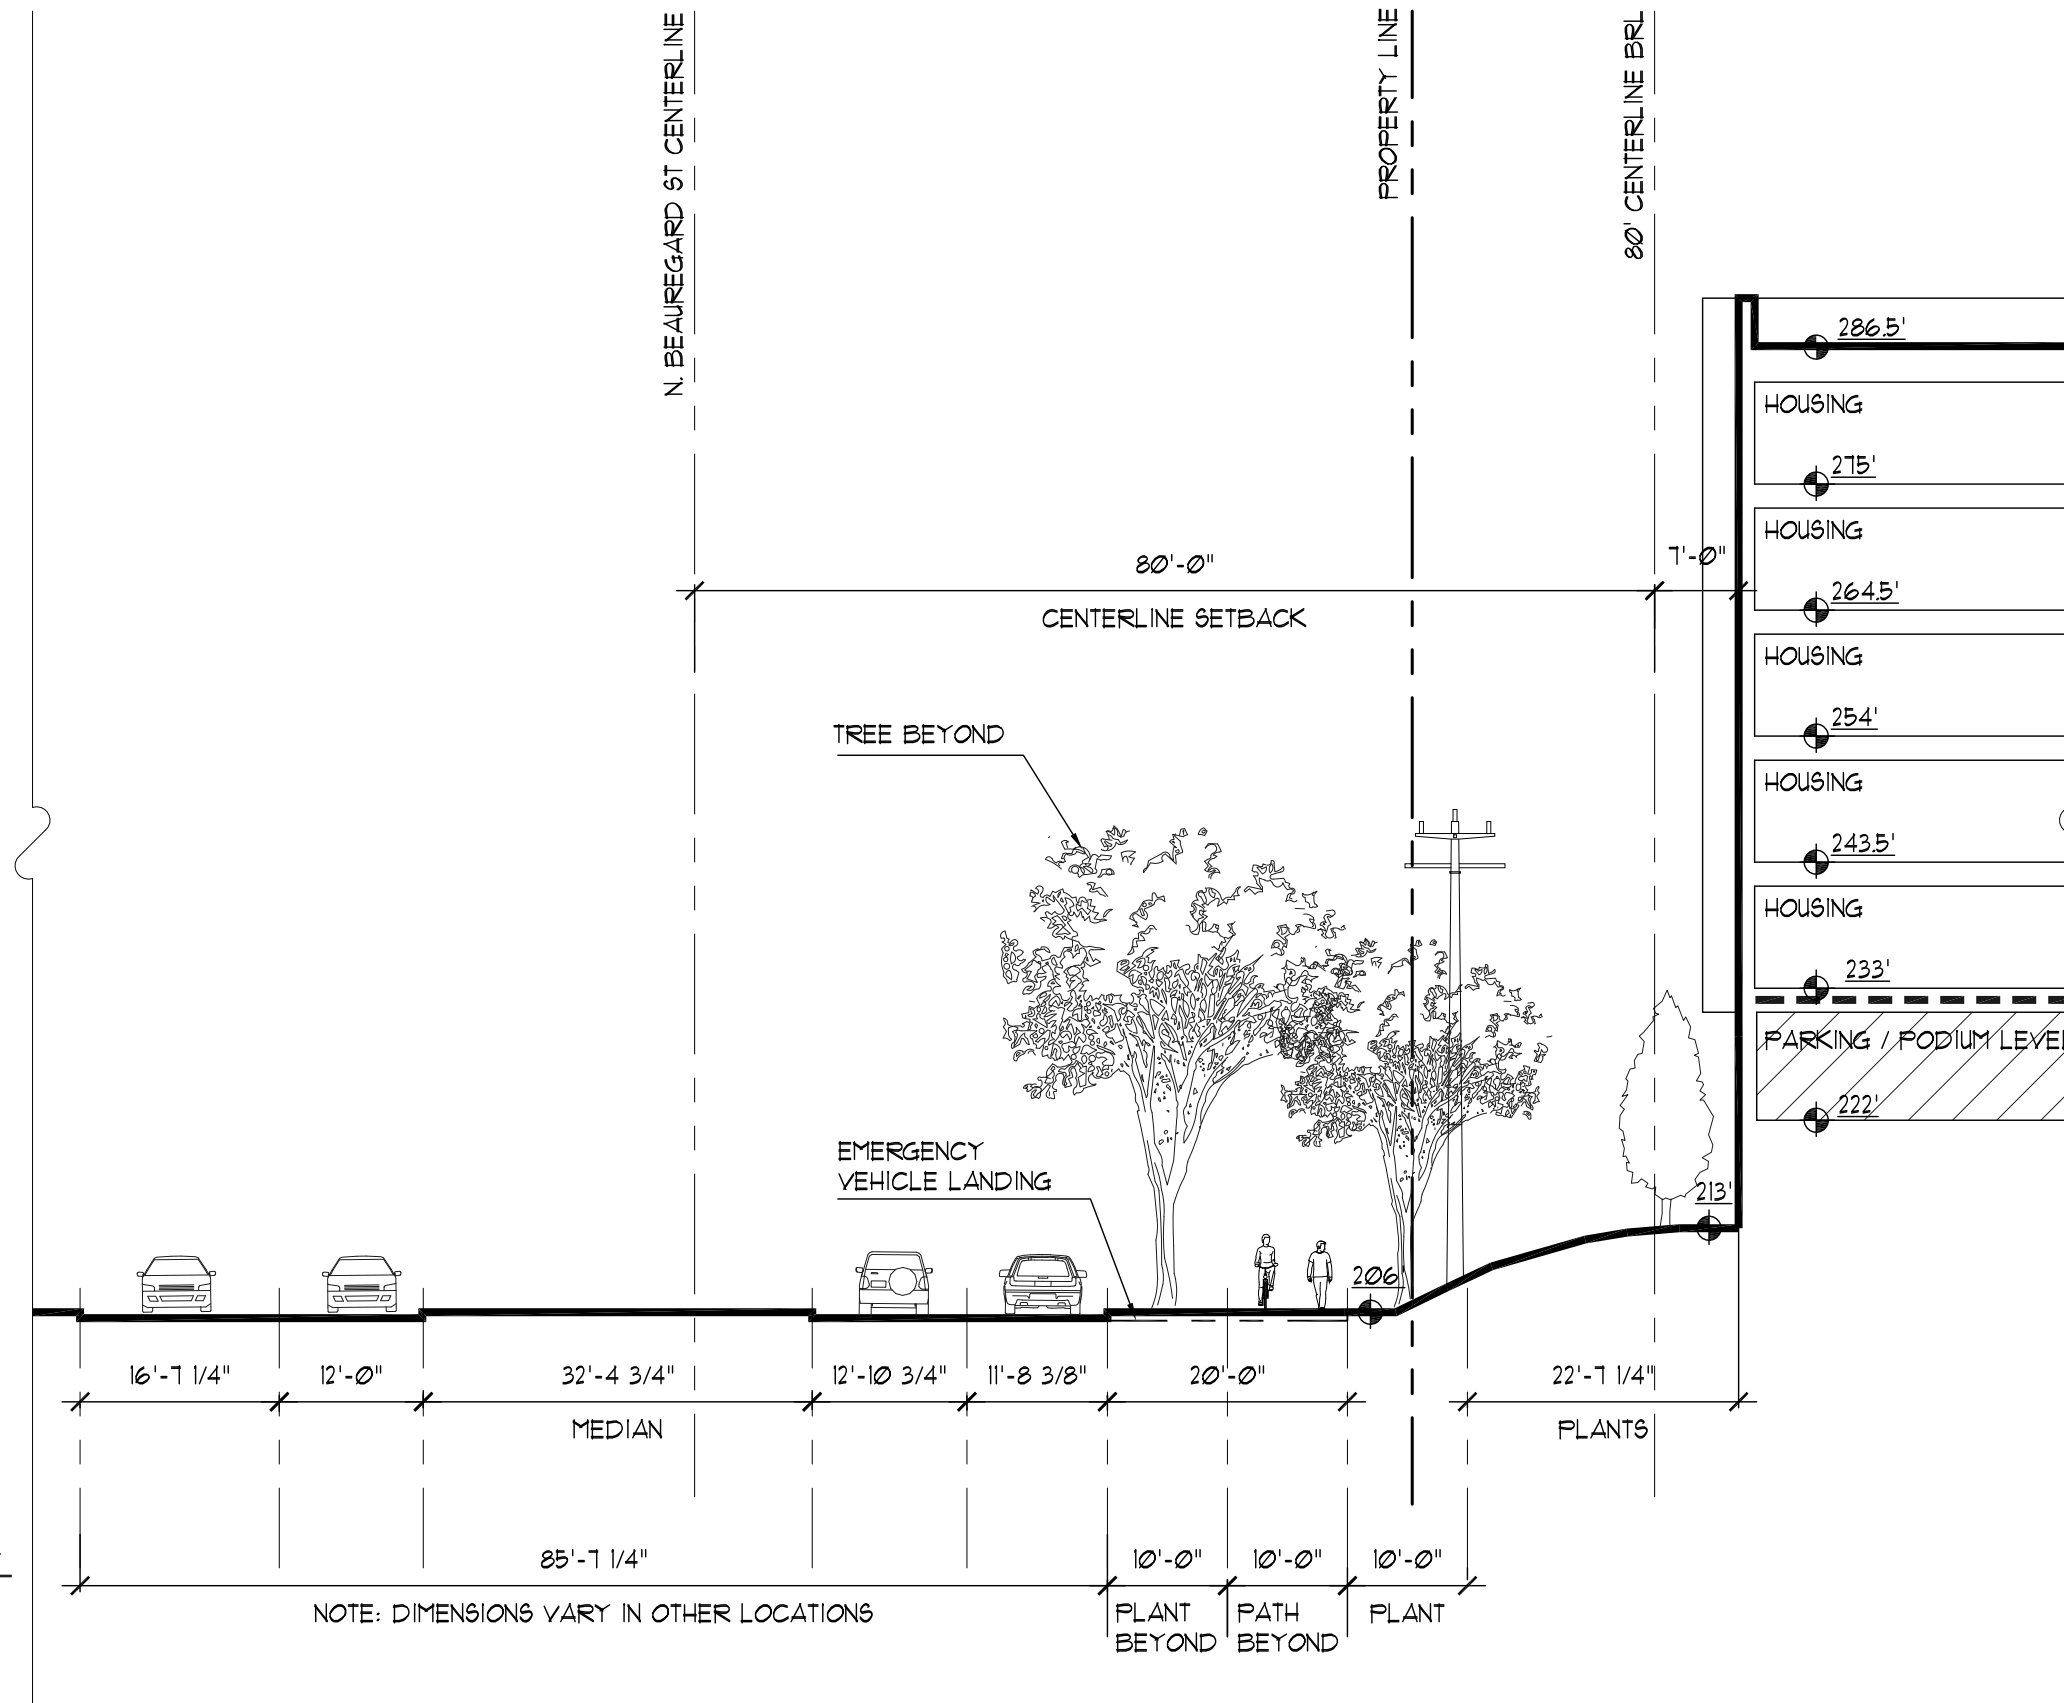 N. BEAUREGARD ST CENTERLINE
PROPERTY LINE
80' CENTERLINE BRL
286.5'
HOUSING
275'
HOUSING
264.5'
HOUSING
254'
HOUSING
243.5'
HOUSING
233'
PARKING / PODIUM LEVEL
222'
80'-0"
7'-0"
CENTERLINE SETBACK
TREE BEYOND
EMERGENCY
VEHICLE LANDING
213'
206
16'-7 1/4"
12'-0"
32'-4 3/4"
12'-10 3/4"
11'-8 3/8"
20'-0"
22'-7 1/4"
MEDIAN
PLANTS
85'-7 1/4"
10'-0"
10'-0"
10'-0"
NOTE: DIMENSIONS VARY IN OTHER LOCATIONS
PLANT
BEYOND
PATH
BEYOND
PLANT